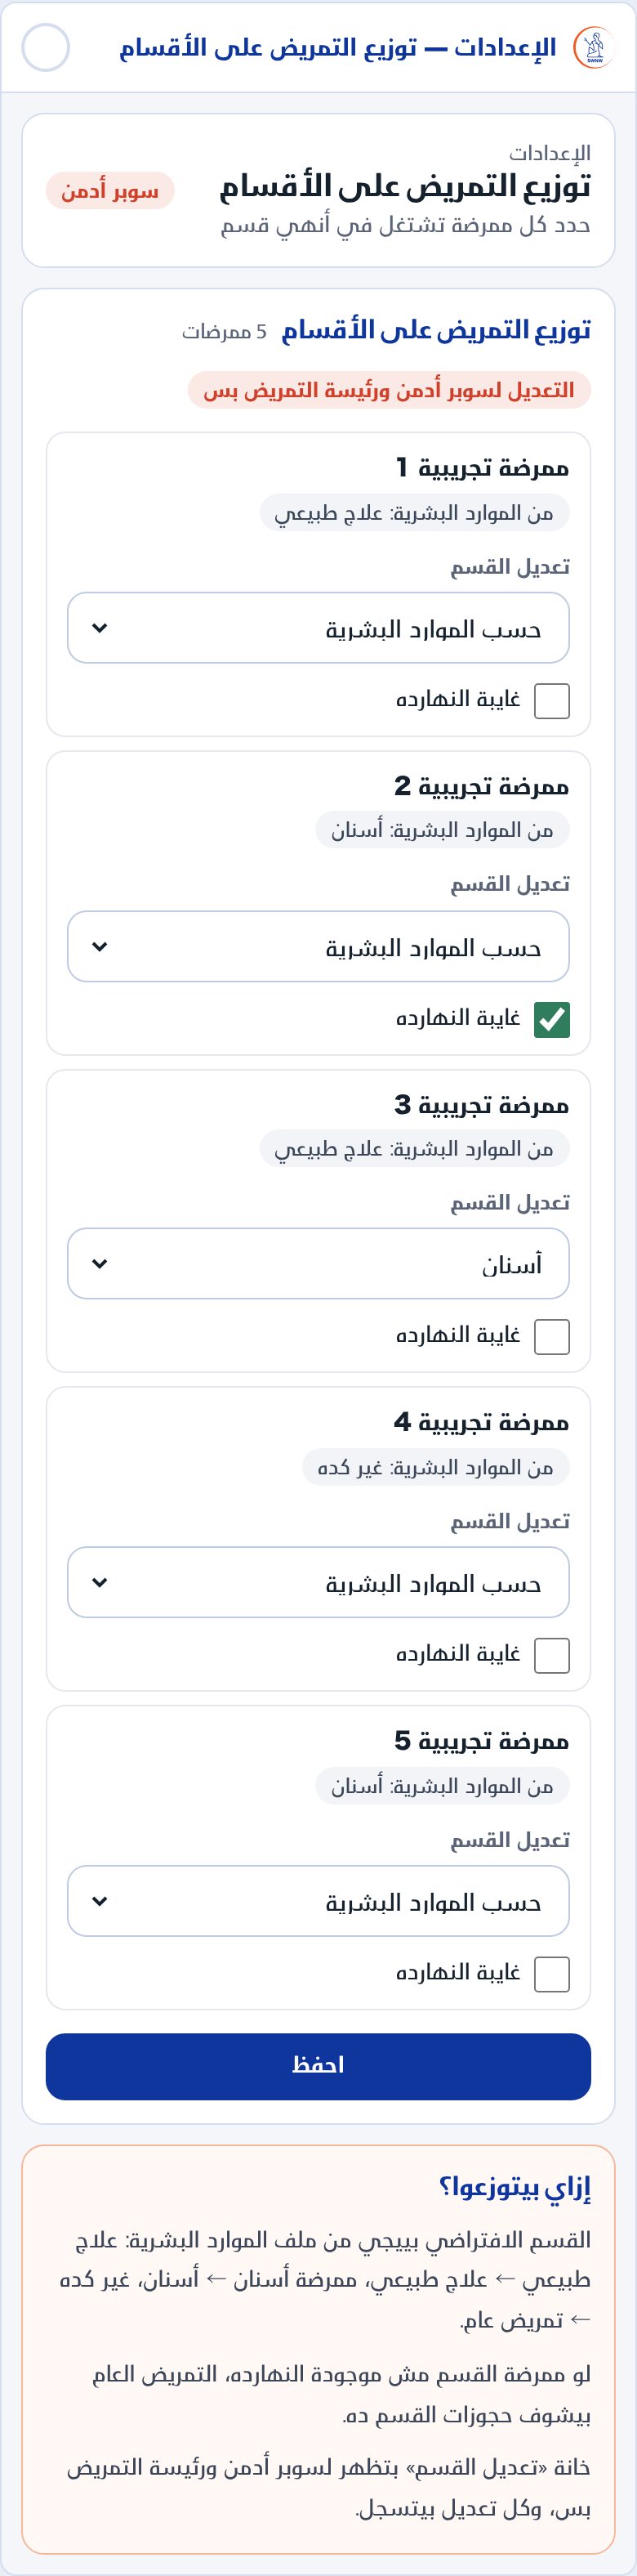 الإعدادات — توزيع التمريض على الأقسام
SWNW
الإعدادات
توزيع التمريض على الأقسام
سوبر أدمن
حدد كل ممرضة تشتغل في أنهي قسم
توزيع التمريض على الأقسام 5 ممرضات
التعديل لسوبر أدمن ورئيسة التمريض بس
ممرضة تجريبية 1
من الموارد البشرية: علاج طبيعي
تعديل القسم
حسب الموارد البشرية
غايبة النهارده
ممرضة تجريبية 2
من الموارد البشرية: أسنان
تعديل القسم
حسب الموارد البشرية
غايبة النهارده
ممرضة تجريبية 3
من الموارد البشرية: علاج طبيعي
تعديل القسم
أسنان
غايبة النهارده
ممرضة تجريبية 4
من الموارد البشرية: غير كده
تعديل القسم
حسب الموارد البشرية
غايبة النهارده
ممرضة تجريبية 5
من الموارد البشرية: أسنان
تعديل القسم
حسب الموارد البشرية
غايبة النهارده
احفظ
إزاي بيتوزعوا؟
القسم الافتراضي بييجي من ملف الموارد البشرية: علاج
طبيعي ← علاج طبيعي، ممرضة أسنان ← أسنان، غير كده
← تمريض عام.
لو ممرضة القسم مش موجودة النهارده، التمريض العام
بيشوف حجوزات القسم ده.
خانة «تعديل القسم» بتظهر لسوبر أدمن ورئيسة التمريض
بس، وكل تعديل بيتسجل.